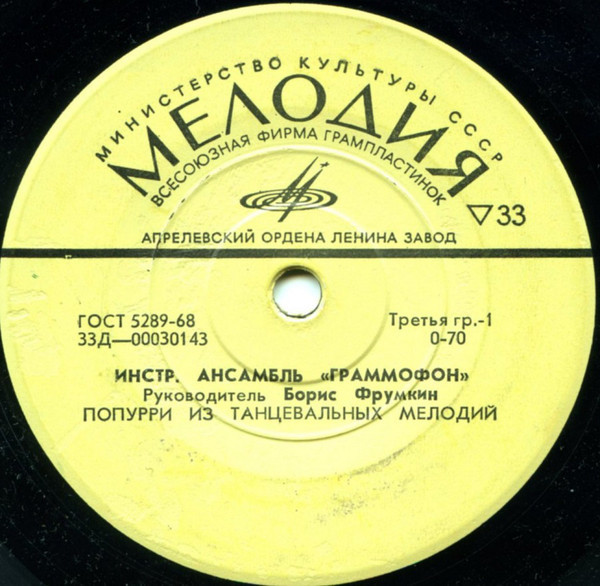 МИНИСТЕРСТВО КУЛЬТУРЫ СССР
МЕЛОДИЯ
ВСЕСОЮЗНАЯ ФИРМА ГРАМПЛАСТИНОК
▽33
АПРЕЛЕВСКИЙ ОРДЕНА ЛЕНИНА ЗАВОД
ГОСТ 5289-68
Третья гр.-1
33Д—00030143
0-70
ИНСТР. АНСАМБЛЬ «ГРАММОФОН»
Руководитель Борис Фрумкин
ПОПУРРИ ИЗ ТАНЦЕВАЛЬНЫХ МЕЛОДИЙ